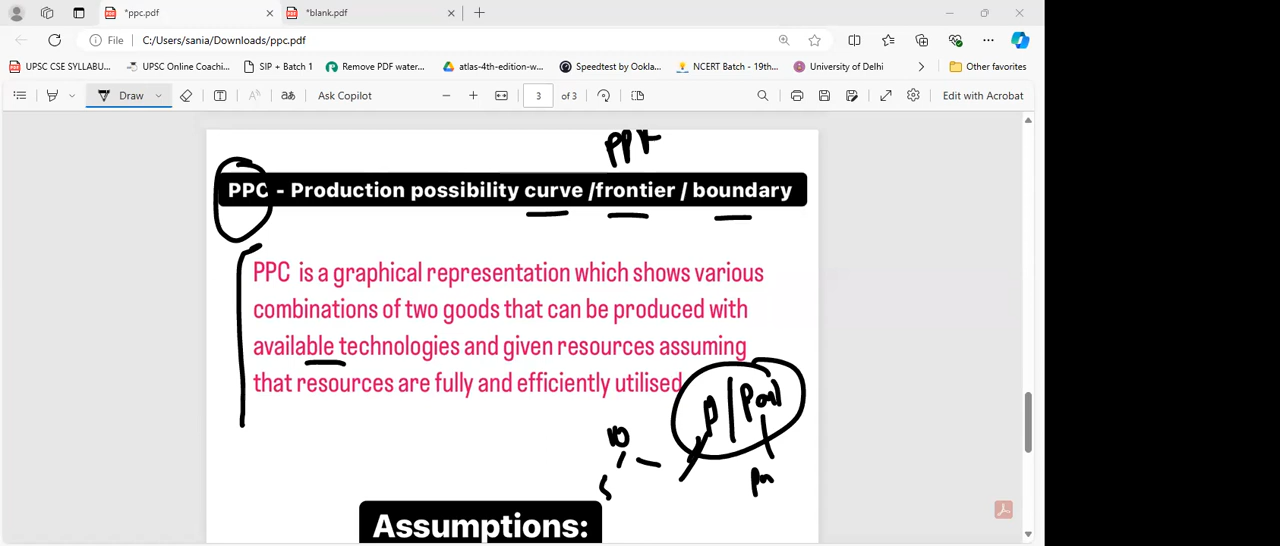 *ppc.pdf
*blank.pdf
File C:/Users/sania/Downloads/ppc.pdf
UPSC CSE SYLLABU... UPSC Online Coachi... SIP + Batch 1 Remove PDF water... atlas-4th-edition-w... Speedtest by Ookla... NCERT Batch - 19th... University of Delhi Other favorites
Draw Ask Copilot 3 of 3 Edit with Acrobat
PPF
PPC - Production possibility curve /frontier / boundary
PPC is a graphical representation which shows various
combinations of two goods that can be produced with
available technologies and given resources assuming
that resources are fully and efficiently utilised
10
Assumptions: